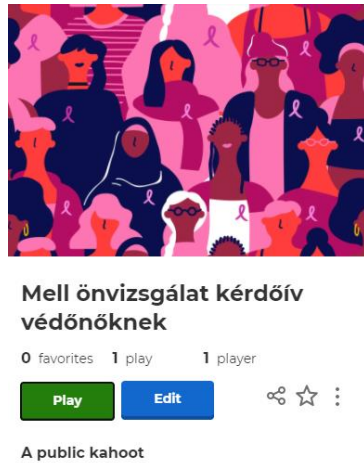 Mell önvizsgálat kérdőív
védőnőknek
0 favorites 1 play 1 player
Play Edit
A public kahoot